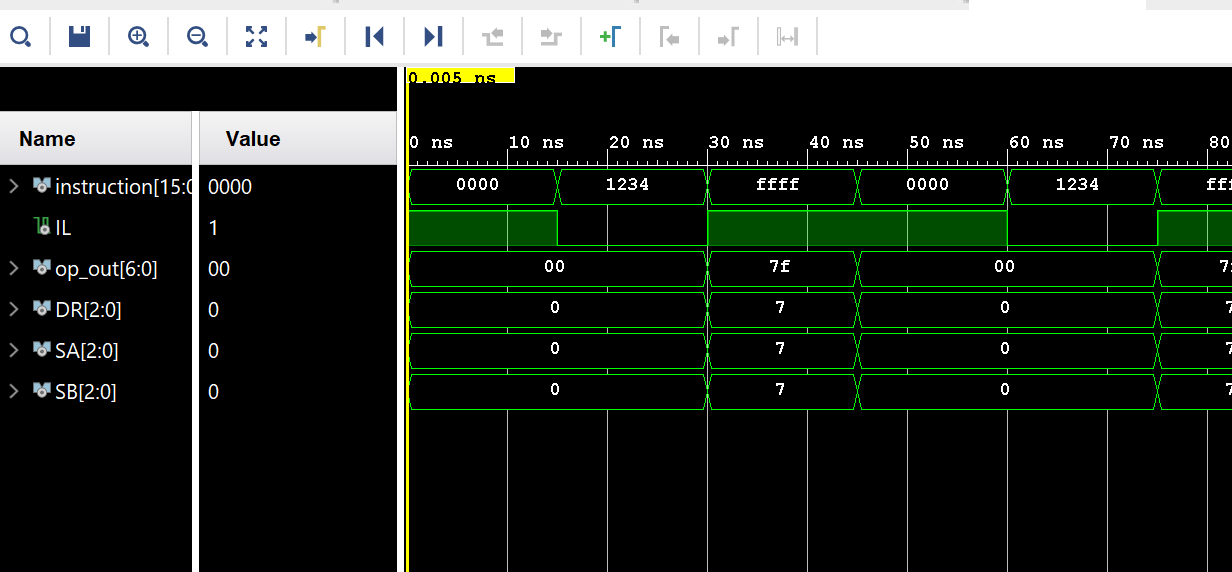 0.005 ns
Name Value
0 ns 10 ns 20 ns 30 ns 40 ns 50 ns 60 ns 70 ns 80
instruction[15:0 0000 0000 1234 ffff 0000 1234 fff
IL 1
op_out[6:0] 00 00 7f 00 7
DR[2:0] 0 0 7 0 7
SA[2:0] 0 0 7 0 7
SB[2:0] 0 0 7 0 7